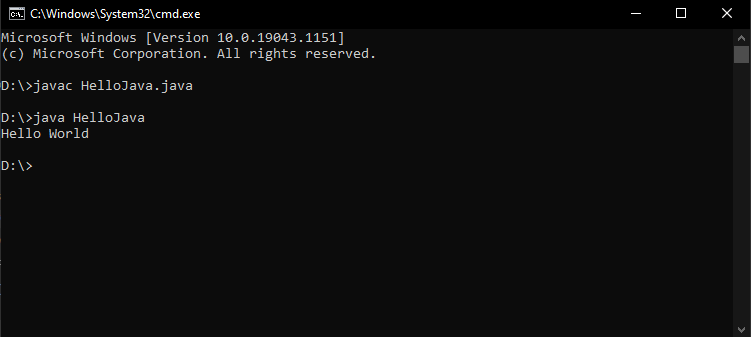 C:\Windows\System32\cmd.exe
Microsoft Windows [Version 10.0.19043.1151]
(c) Microsoft Corporation. All rights reserved.
D:\>javac HelloJava.java
D:\>java HelloJava
Hello World
D:\>